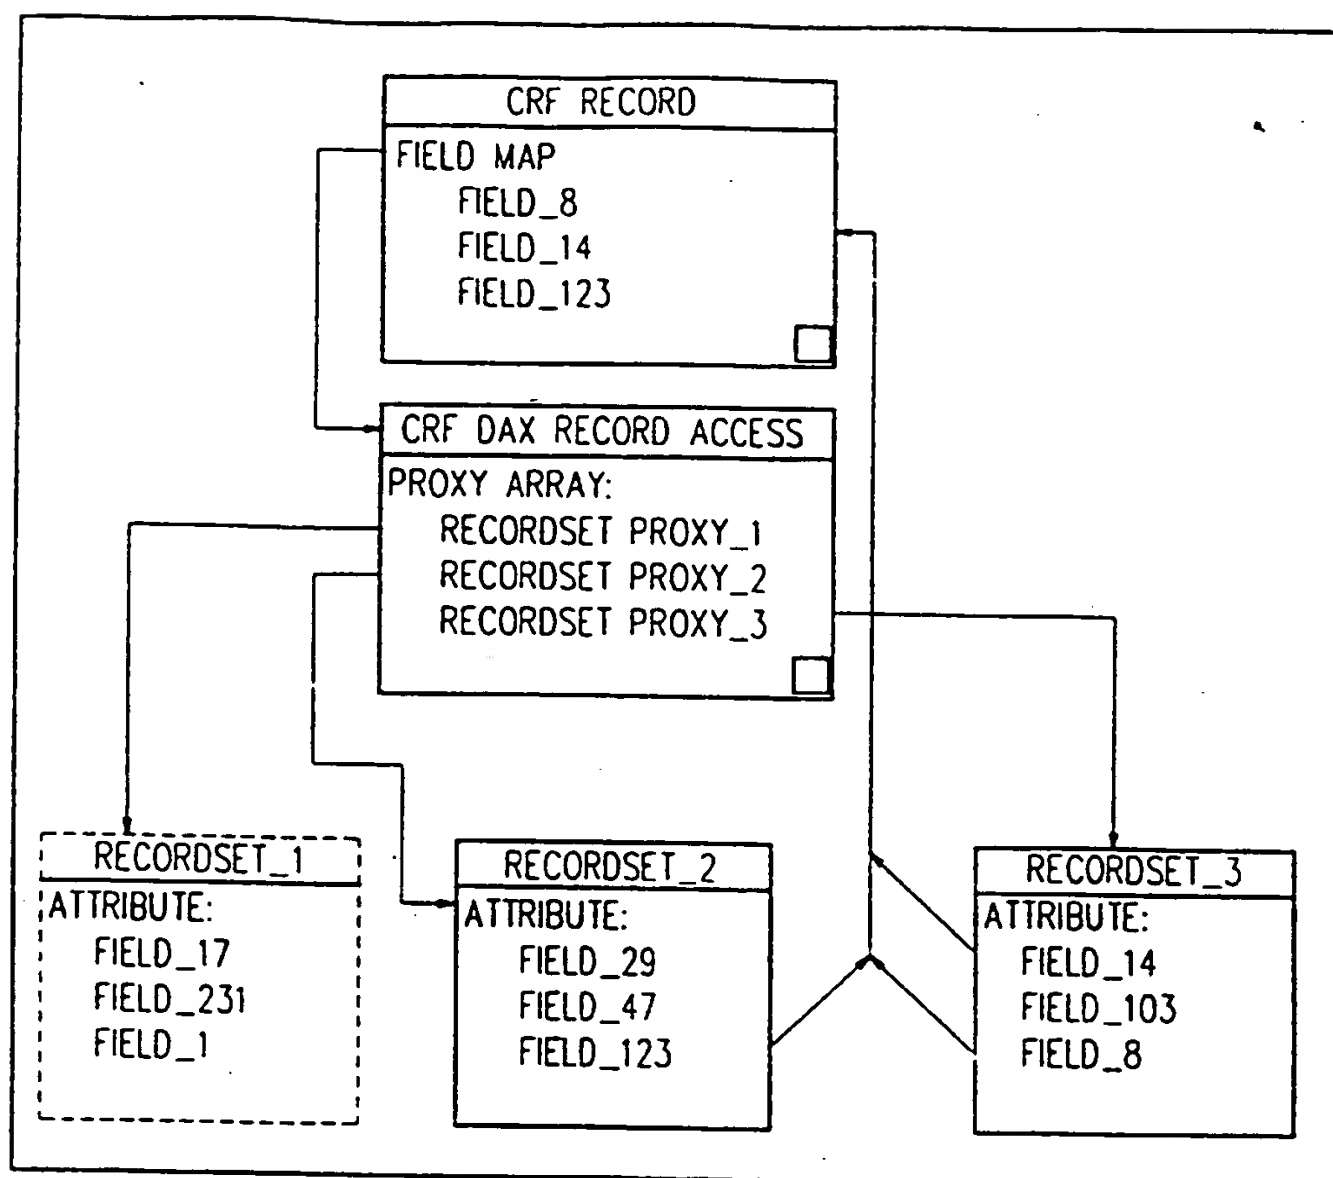 CRF RECORD
FIELD MAP
FIELD_8
FIELD_14
FIELD_123
CRF DAX RECORD ACCESS
PROXY ARRAY:
RECORDSET PROXY_1
RECORDSET PROXY_2
RECORDSET PROXY_3
RECORDSET_1
ATTRIBUTE:
FIELD_17
FIELD_231
FIELD_1
RECORDSET_2
ATTRIBUTE:
FIELD_29
FIELD_47
FIELD_123
RECORDSET_3
ATTRIBUTE:
FIELD_14
FIELD_103
FIELD_8